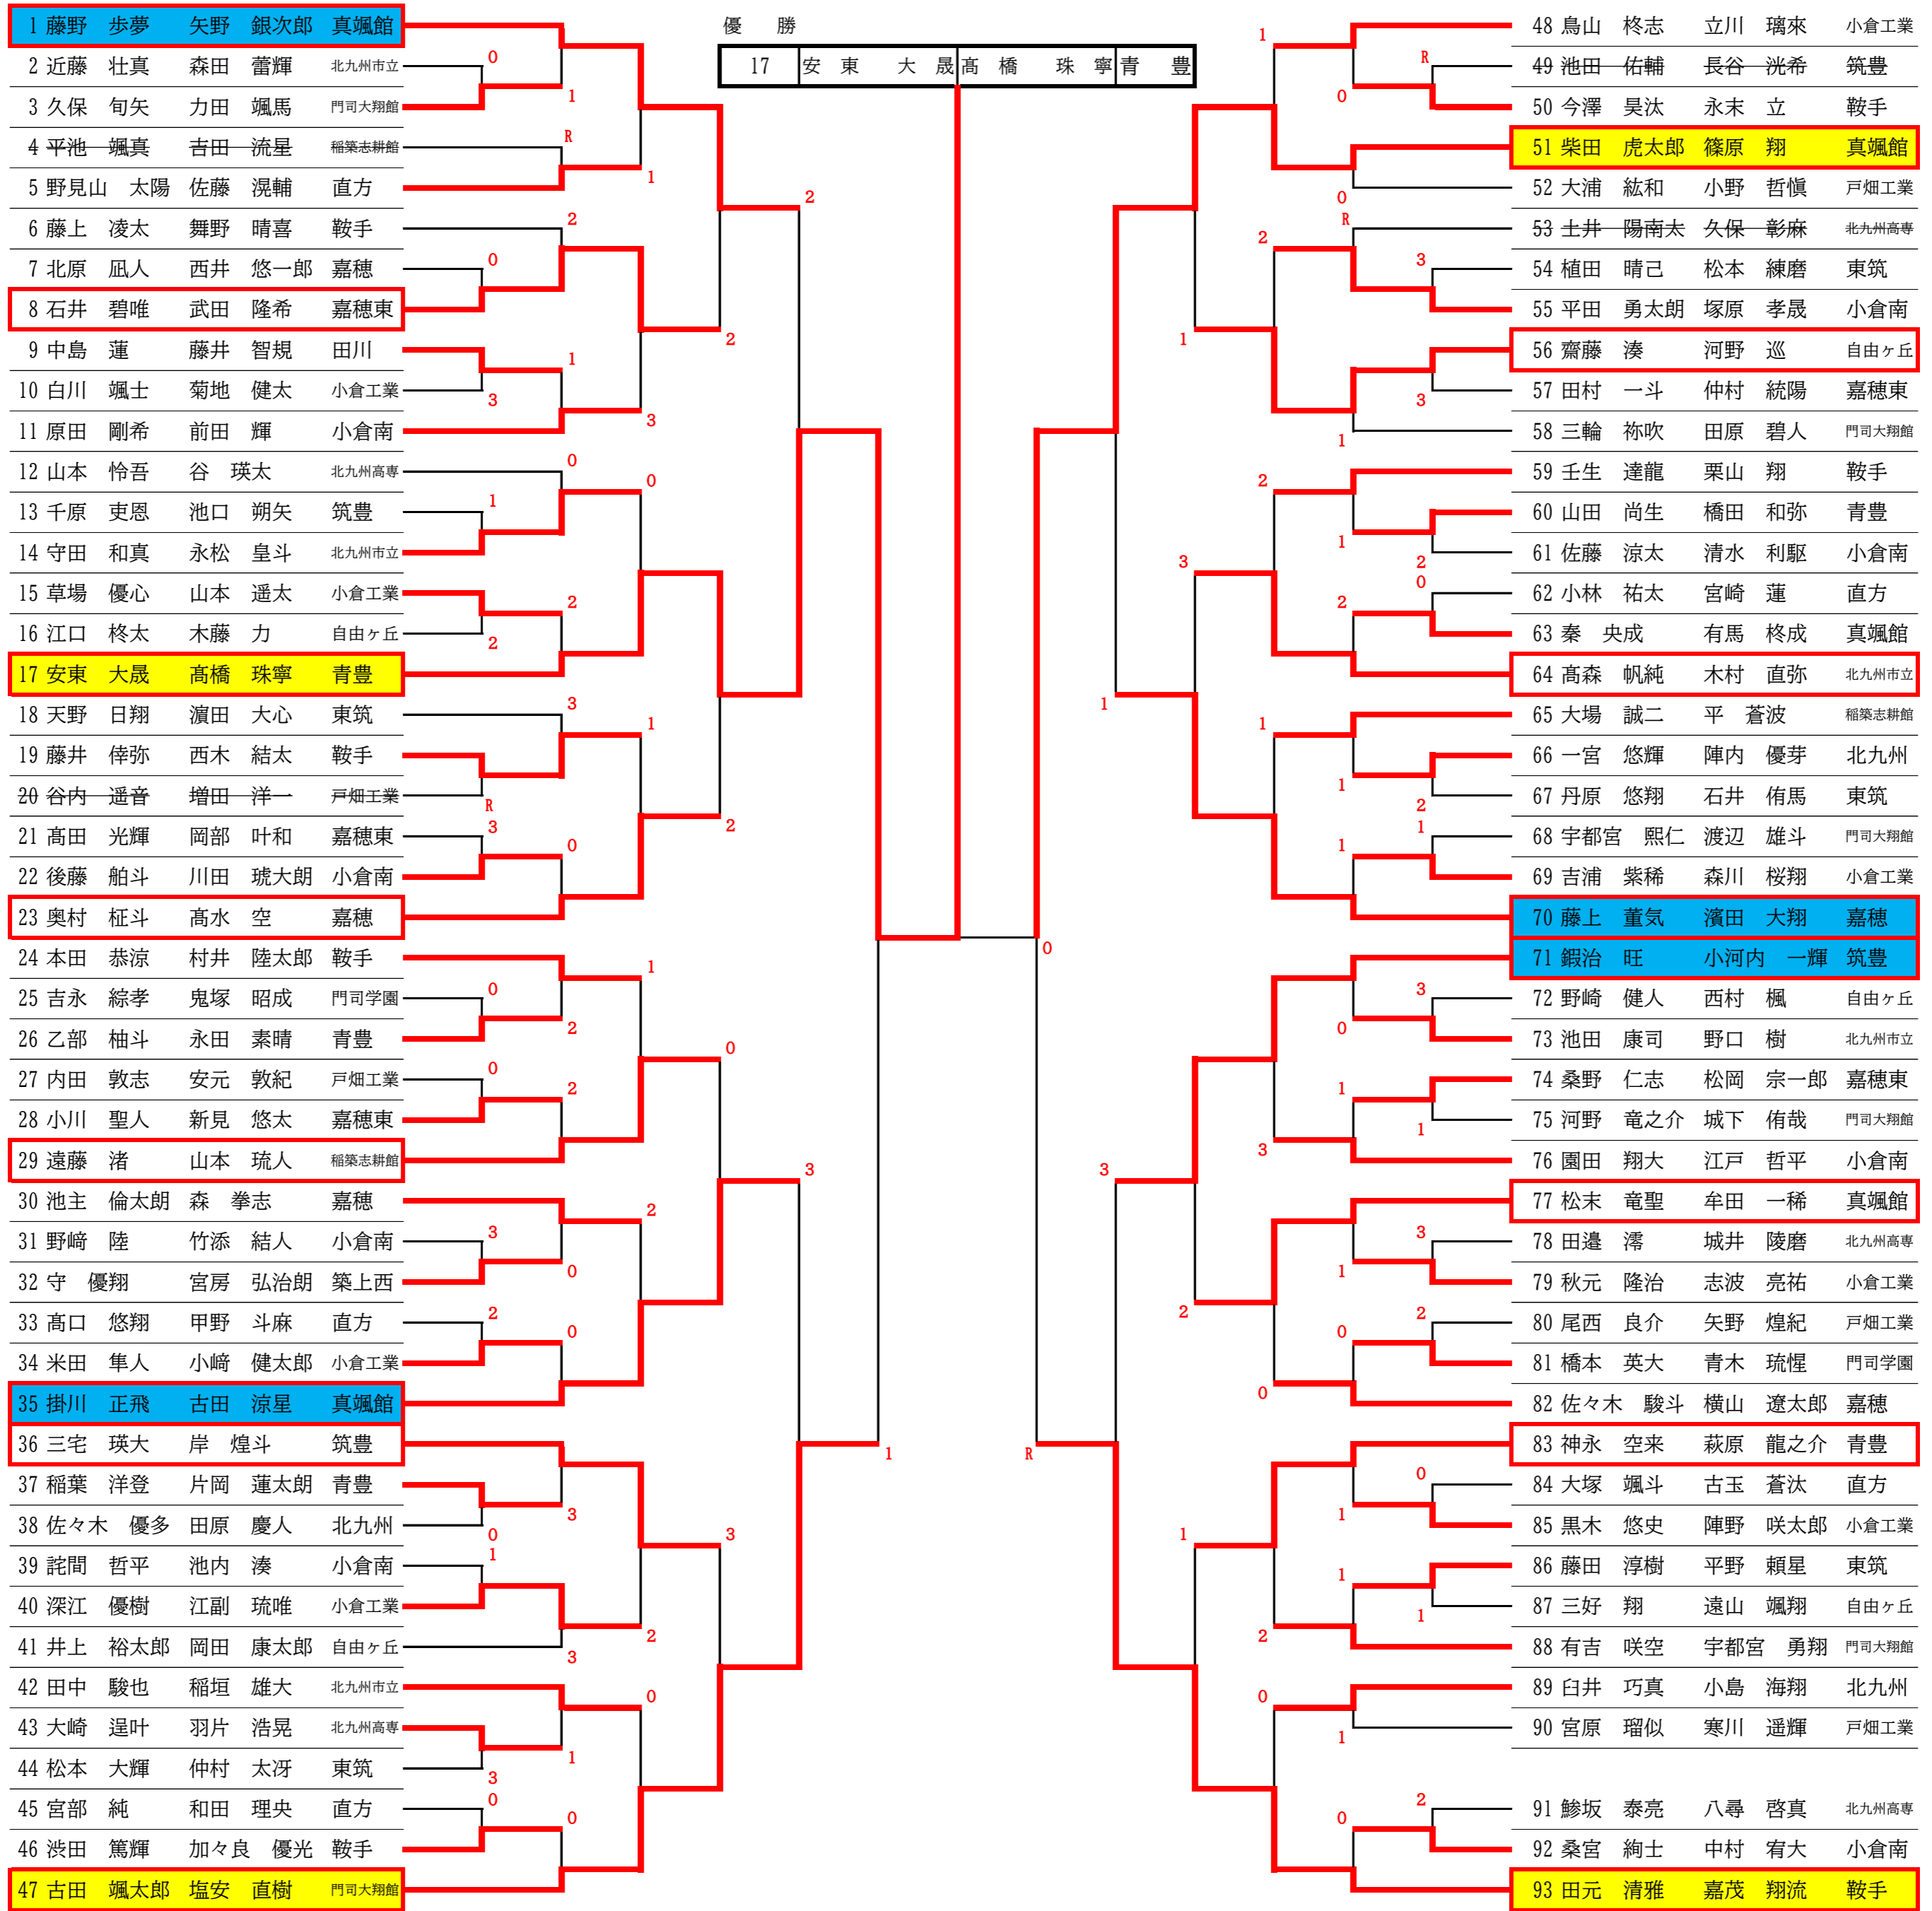 優　勝
17 安東 大晟 髙橋 珠寧 青豊
1 藤野 歩夢 矢野 銀次郎 真颯館
2 近藤 壮真 森田 蕾輝 北九州市立
3 久保 旬矢 力田 颯馬 門司大翔館
4 平池 颯真 吉田 流星 稲築志耕館
5 野見山 太陽 佐藤 滉輔 直方
6 藤上 凌太 舞野 晴喜 鞍手
7 北原 凪人 西井 悠一郎 嘉穂
8 石井 碧唯 武田 隆希 嘉穂東
9 中島 蓮 藤井 智規 田川
10 白川 颯士 菊地 健太 小倉工業
11 原田 剛希 前田 輝 小倉南
12 山本 怜吾 谷 瑛太 北九州高専
13 千原 吏恩 池口 朔矢 筑豊
14 守田 和真 永松 皇斗 北九州市立
15 草場 優心 山本 遥太 小倉工業
16 江口 柊太 木藤 力 自由ヶ丘
17 安東 大晟 髙橋 珠寧 青豊
18 天野 日翔 濵田 大心 東筑
19 藤井 倖弥 西木 結太 鞍手
20 谷内 遥音 増田 洋一 戸畑工業
21 髙田 光輝 岡部 叶和 嘉穂東
22 後藤 舶斗 川田 琥大朗 小倉南
23 奥村 柾斗 髙水 空 嘉穂
24 本田 恭涼 村井 陸太郎 鞍手
25 吉永 綜孝 鬼塚 昭成 門司学園
26 乙部 柚斗 永田 素晴 青豊
27 内田 敦志 安元 敦紀 戸畑工業
28 小川 聖人 新見 悠太 嘉穂東
29 遠藤 渚 山本 琉人 稲築志耕館
30 池主 倫太朗 森 拳志 嘉穂
31 野﨑 陸 竹添 結人 小倉南
32 守 優翔 宮房 弘治朗 築上西
33 髙口 悠翔 甲野 斗麻 直方
34 米田 隼人 小﨑 健太郎 小倉工業
35 掛川 正飛 古田 涼星 真颯館
36 三宅 瑛大 岸 煌斗 筑豊
37 稲葉 洋登 片岡 蓮太朗 青豊
38 佐々木 優多 田原 慶人 北九州
39 詫間 哲平 池内 湊 小倉南
40 深江 優樹 江副 琉唯 小倉工業
41 井上 裕太郎 岡田 康太郎 自由ヶ丘
42 田中 駿也 稲垣 雄大 北九州市立
43 大崎 逞叶 羽片 浩晃 北九州高専
44 松本 大輝 仲村 太冴 東筑
45 宮部 純 和田 理央 直方
46 渋田 篤輝 加々良 優光 鞍手
47 古田 颯太郎 塩安 直樹 門司大翔館
48 鳥山 柊志 立川 璃來 小倉工業
49 池田 佑輔 長谷 洸希 筑豊
50 今澤 昊汰 永末 立 鞍手
51 柴田 虎太郎 篠原 翔 真颯館
52 大浦 紘和 小野 哲愼 戸畑工業
53 土井 陽南太 久保 彰麻 北九州高専
54 植田 晴己 松本 練磨 東筑
55 平田 勇太朗 塚原 孝晟 小倉南
56 齋藤 湊 河野 巡 自由ヶ丘
57 田村 一斗 仲村 統陽 嘉穂東
58 三輪 祢吹 田原 碧人 門司大翔館
59 壬生 達龍 栗山 翔 鞍手
60 山田 尚生 橋田 和弥 青豊
61 佐藤 涼太 清水 利駆 小倉南
62 小林 祐太 宮崎 蓮 直方
63 秦 央成 有馬 柊成 真颯館
64 髙森 帆純 木村 直弥 北九州市立
65 大場 誠二 平 蒼波 稲築志耕館
66 一宮 悠輝 陣内 優芽 北九州
67 丹原 悠翔 石井 侑馬 東筑
68 宇都宮 熙仁 渡辺 雄斗 門司大翔館
69 吉浦 紫稀 森川 桜翔 小倉工業
70 藤上 董気 濱田 大翔 嘉穂
71 鍜治 旺 小河内 一輝 筑豊
72 野崎 健人 西村 楓 自由ヶ丘
73 池田 康司 野口 樹 北九州市立
74 桑野 仁志 松岡 宗一郎 嘉穂東
75 河野 竜之介 城下 侑哉 門司大翔館
76 園田 翔大 江戸 哲平 小倉南
77 松末 竜聖 牟田 一稀 真颯館
78 田邉 澪 城井 陵磨 北九州高専
79 秋元 隆治 志波 亮祐 小倉工業
80 尾西 良介 矢野 煌紀 戸畑工業
81 橋本 英大 青木 琉惺 門司学園
82 佐々木 駿斗 横山 遼太郎 嘉穂
83 神永 空来 萩原 龍之介 青豊
84 大塚 颯斗 古玉 蒼汰 直方
85 黒木 悠史 陣野 咲太郎 小倉工業
86 藤田 淳樹 平野 頼星 東筑
87 三好 翔 遠山 颯翔 自由ヶ丘
88 有吉 咲空 宇都宮 勇翔 門司大翔館
89 臼井 巧真 小島 海翔 北九州
90 宮原 瑠似 寒川 遥輝 戸畑工業
91 鯵坂 泰亮 八尋 啓真 北九州高専
92 桑宮 絢士 中村 宥大 小倉南
93 田元 清雅 嘉茂 翔流 鞍手